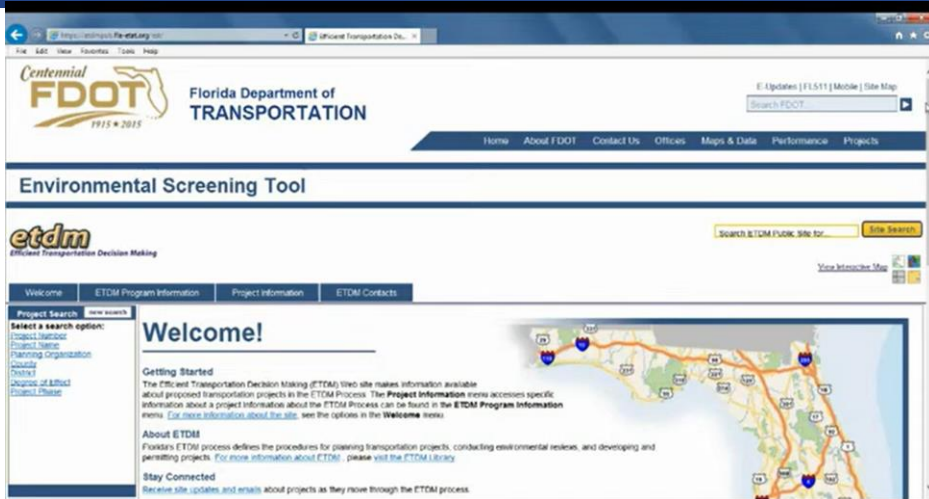 Efficient Transportation De...
File Edit View Favorites Tools Help
Centennial
FDOT
1915 ★ 2015
Florida Department of
TRANSPORTATION
E-Updates | FL511 | Mobile | Site Map
Search FDOT...
Home About FDOT Contact Us Offices Maps & Data Performance Projects
Environmental Screening Tool
etdm
Efficient Transportation Decision Making
Search ETDM Public Site for...
Site Search
View Interactive Map
Welcome ETDM Program Information Project Information ETDM Contacts
Project Search new search
Select a search option:
Project Number
Project Name
Planning Organization
County
District
Degree of Effect
Project Phase
Welcome!
Getting Started
The Efficient Transportation Decision Making (ETDM) Web site makes information available
about proposed transportation projects in the ETDM Process. The Project Information menu accesses specific
information about a project Information about the ETDM Process can be found in the ETDM Program Information
menu. For more information about the site, see the options in the Welcome menu.
About ETDM
Florida's ETDM process defines the procedures for planning transportation projects, conducting environmental reviews, and developing and
permitting projects. For more information about ETDM, please visit the ETDM Library
Stay Connected
Receive site updates and emails about projects as they move through the ETDM process